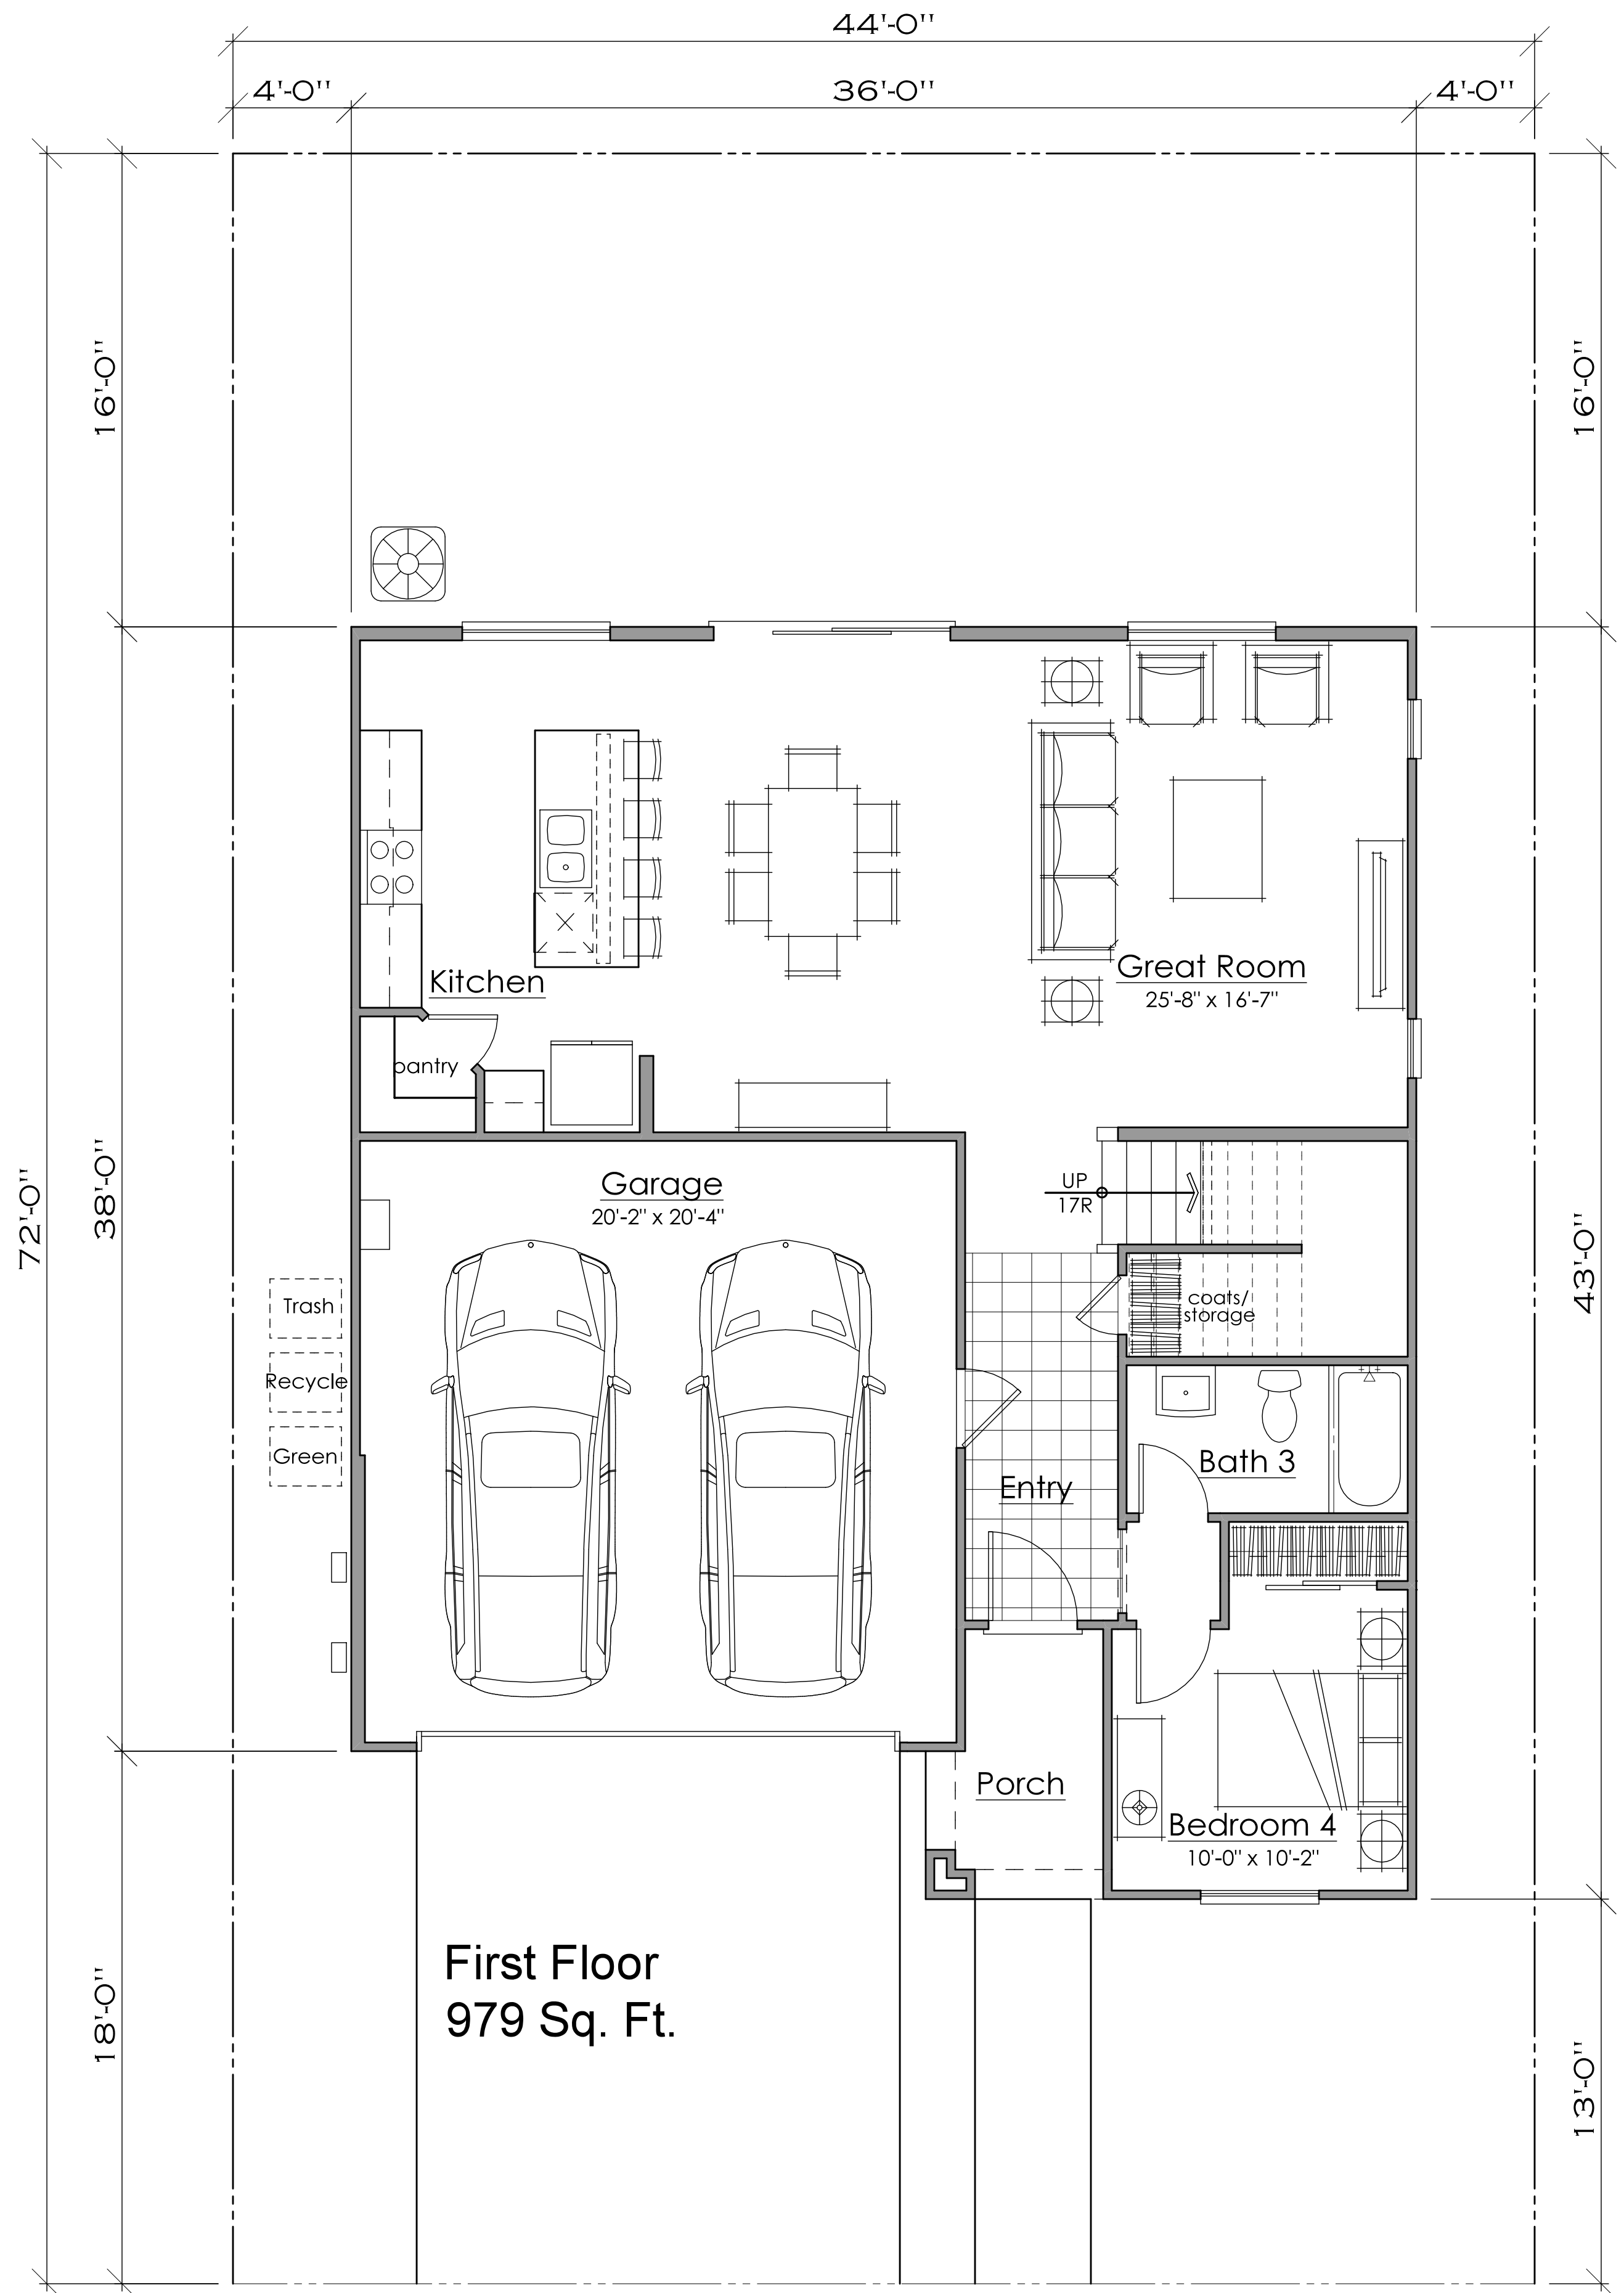 44'-0"
4'-0"
36'-0"
4'-0"
16'-0"
16'-0"
Kitchen
Great Room
25'-8" x 16'-7"
pantry
72'-0"
38'-0"
43'-0"
Garage
20'-2" x 20'-4"
UP
17R
Trash
Recycle
Green
coats/
storage
Bath 3
Entry
Porch
Bedroom 4
10'-0" x 10'-2"
First Floor
979 Sq. Ft.
18'-0"
13'-0"